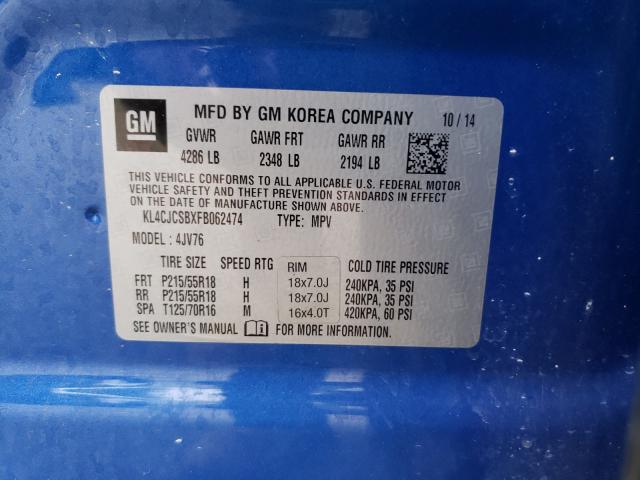 GM
MFD BY GM KOREA COMPANY 10 / 14
GVWR GAWR FRT GAWR RR
4286 LB 2348 LB 2194 LB
THIS VEHICLE CONFORMS TO ALL APPLICABLE U.S. FEDERAL MOTOR
VEHICLE SAFETY AND THEFT PREVENTION STANDARDS IN EFFECT
ON THE DATE OF MANUFACTURE SHOWN ABOVE.
KL4CJCSBXFB062474 TYPE: MPV
MODEL: 4JV76
TIRE SIZE SPEED RTG RIM COLD TIRE PRESSURE
FRT P215/55R18 H 18x7.0J 240KPA, 35 PSI
RR P215/55R18 H 18x7.0J 240KPA, 35 PSI
SPA T125/70R16 M 16x4.0T 420KPA, 60 PSI
SEE OWNER'S MANUAL FOR MORE INFORMATION.